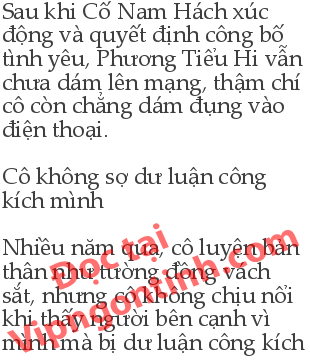 Sau khi Cố Nam Hách xúc
động và quyết định công bố
tình yêu, Phương Tiểu Hi vẫn
chưa dám lên mạng, thậm chí
cô còn chẳng dám đụng vào
điện thoại.
Cô không sợ dư luận công
kích mình
Nhiều năm qua, cô luyện bản
thân như tường đồng vách
sắt, nhưng cô không chịu nổi
khi thấy người bên cạnh vì
mình mà bị dư luận công kích
Đọc tại
Vipngontinh.com